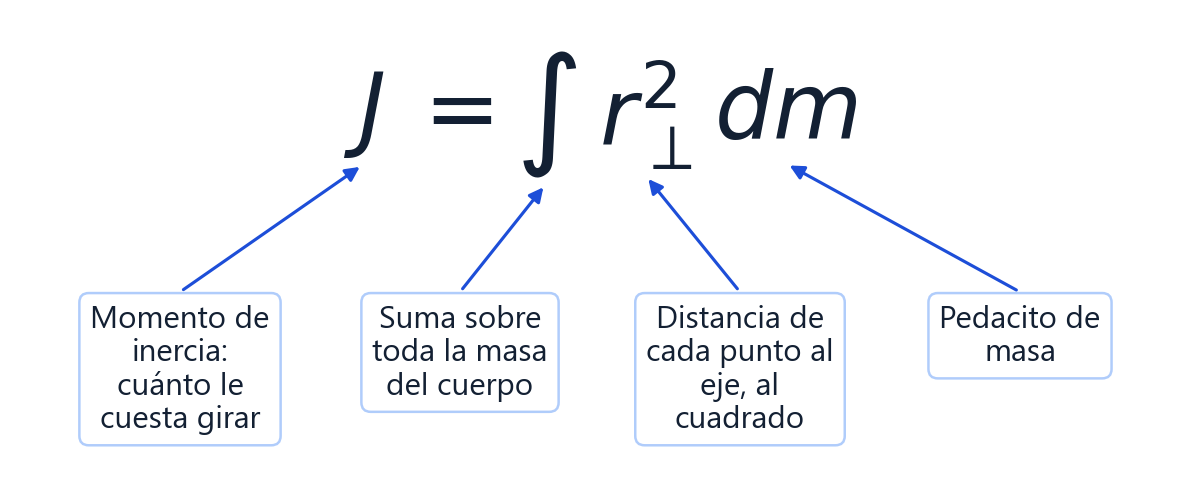 J = ∫ r²⊥ dm
Momento de
inercia:
cuánto le
cuesta girar
Suma sobre
toda la masa
del cuerpo
Distancia de
cada punto al
eje, al
cuadrado
Pedacito de
masa